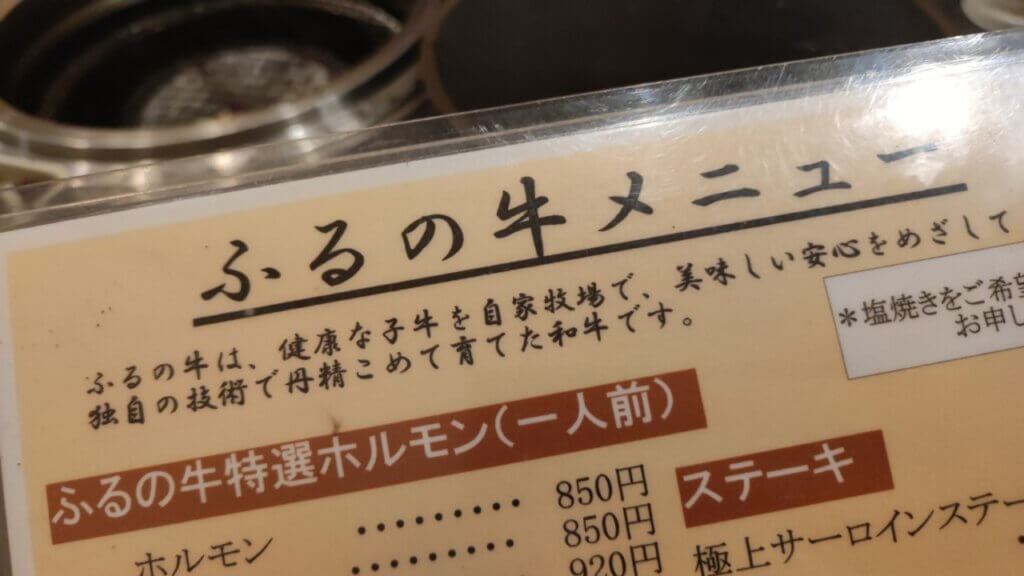 ふるの牛メニュー
ふるの牛は、健康な子牛を自家牧場で、美味しい安心をめざして
独自の技術で丹精こめて育てた和牛です。
*塩焼きをご希望
お申し
ふるの牛特選ホルモン(一人前)
ホルモン ・・・・・・・・・ 850円
・・・・・・・・・ 850円
920円
ステーキ
極上サーロインステー